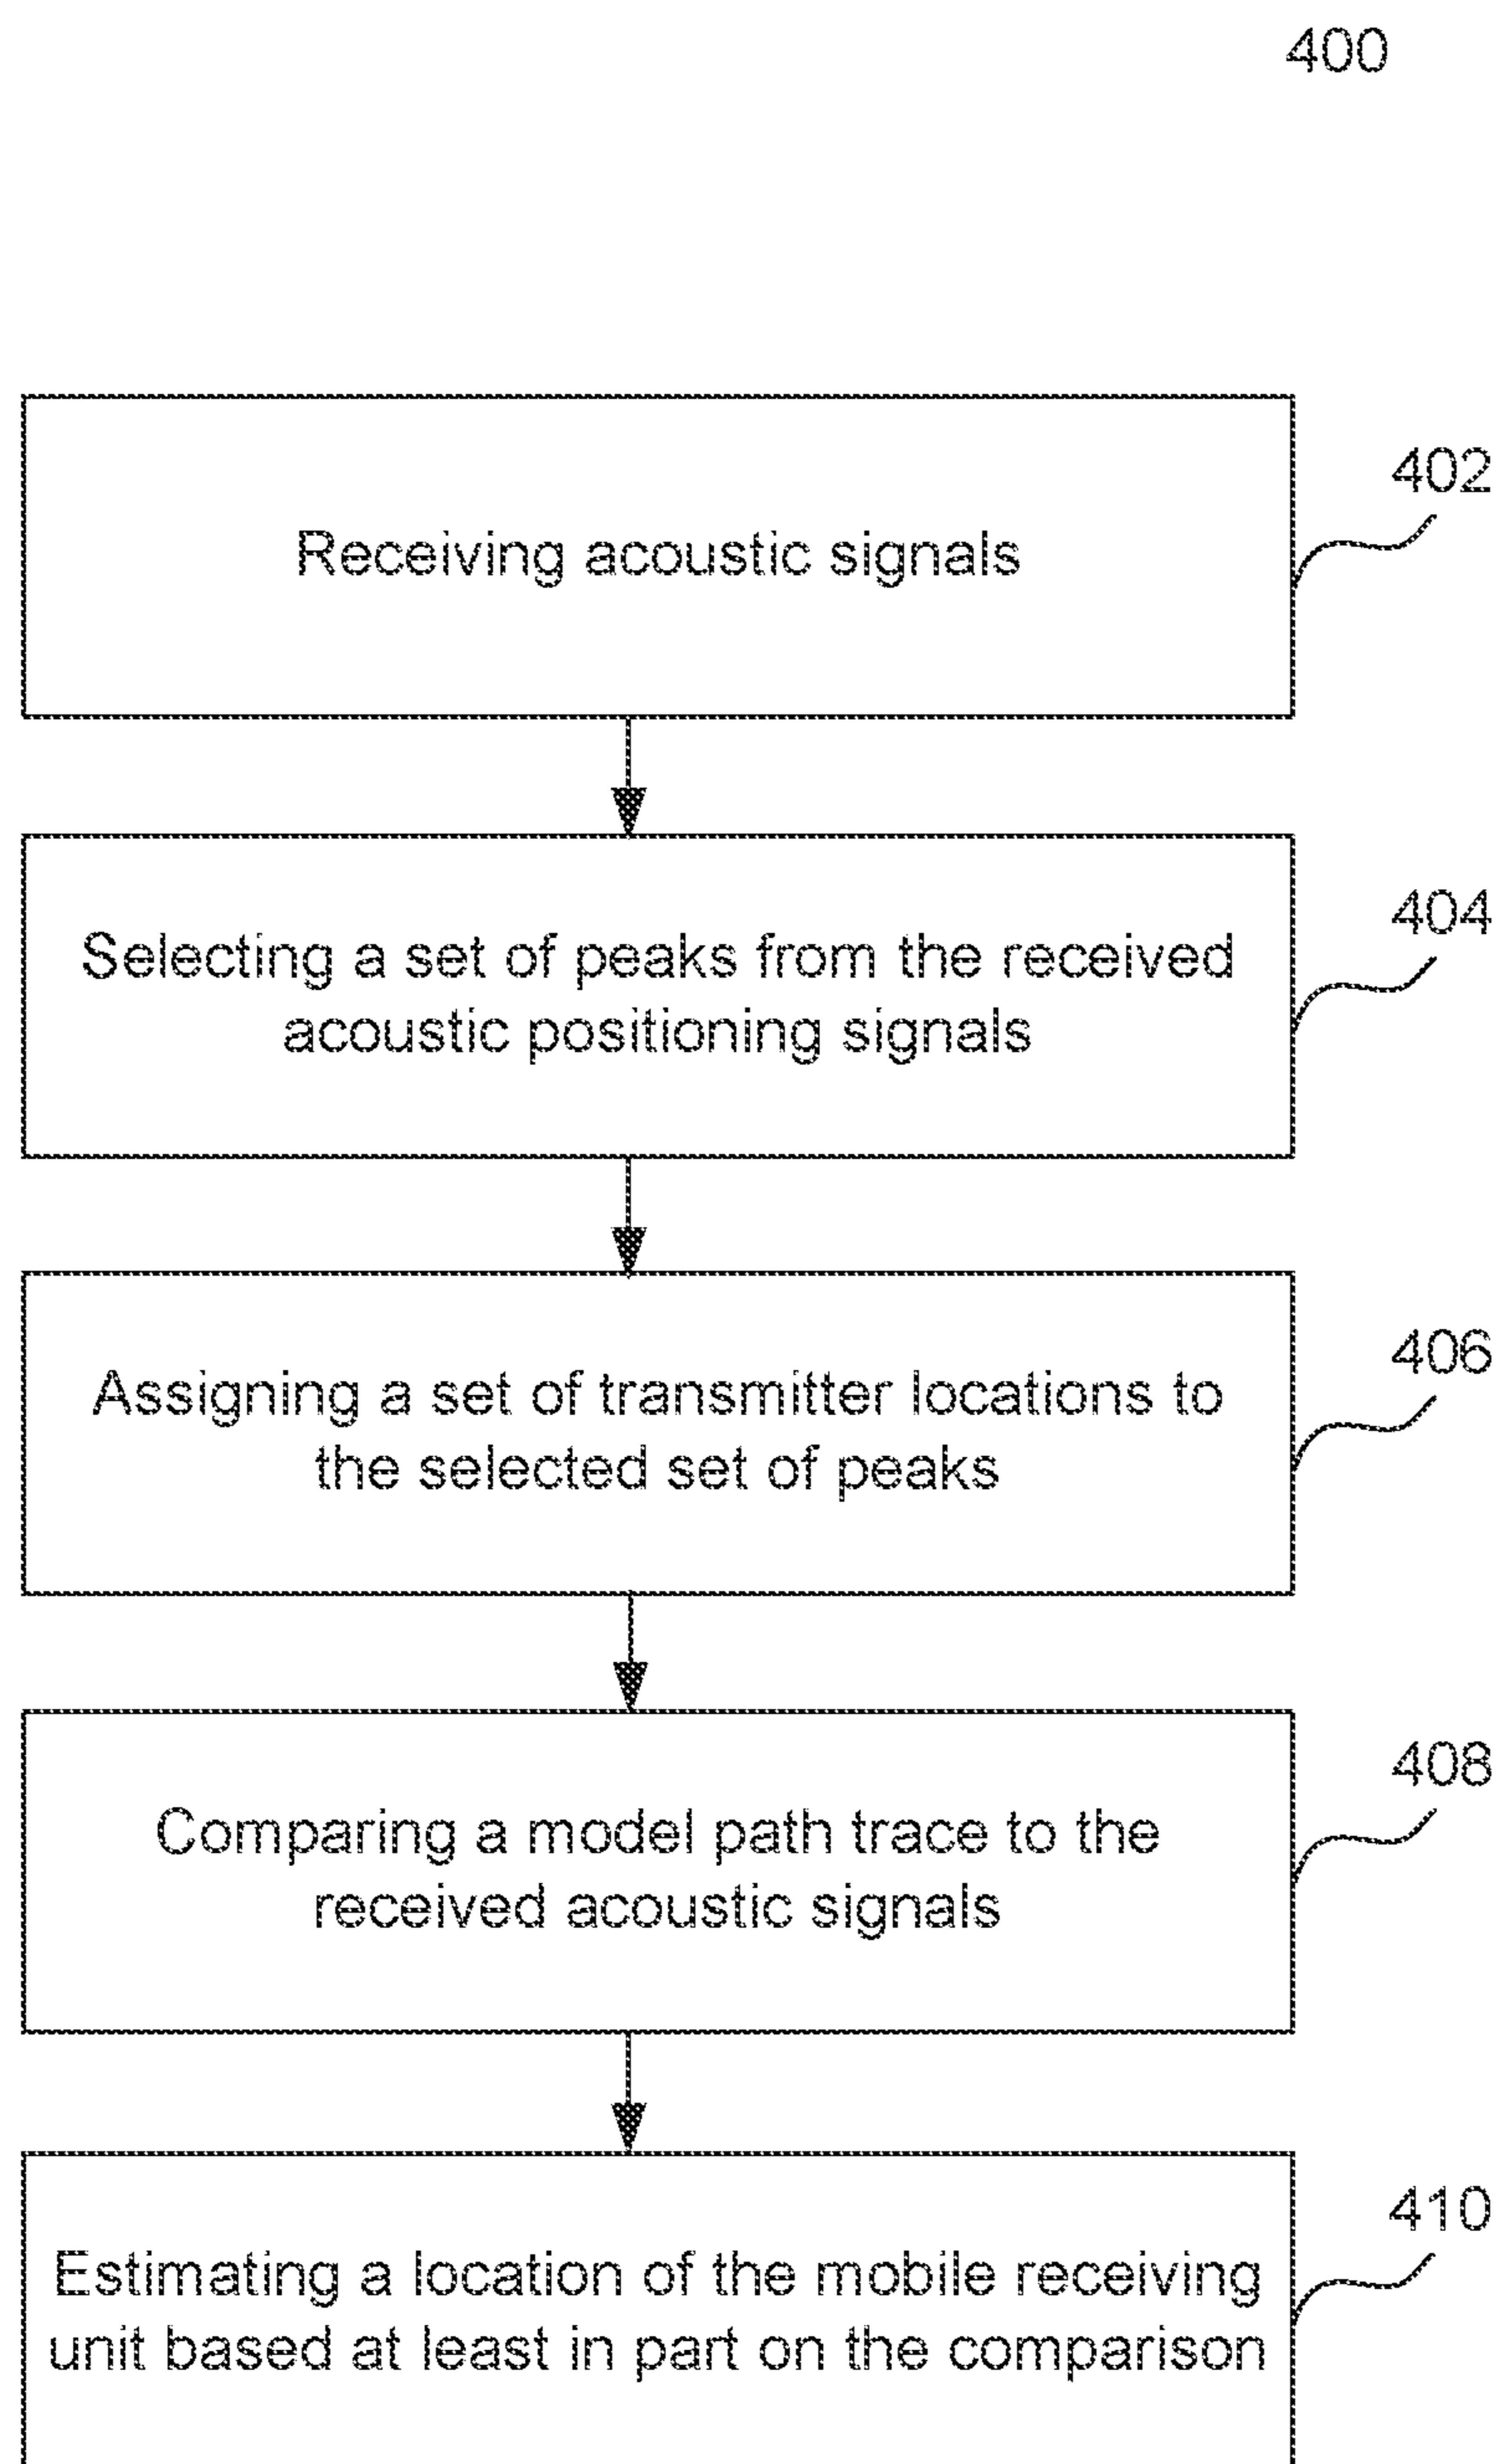 400
Receiving acoustic signals
402
Selecting a set of peaks from the received
acoustic positioning signals
404
Assigning a set of transmitter locations to
the selected set of peaks
406
Comparing a model path trace to the
received acoustic signals
408
Estimating a location of the mobile receiving
unit based at least in part on the comparison
410